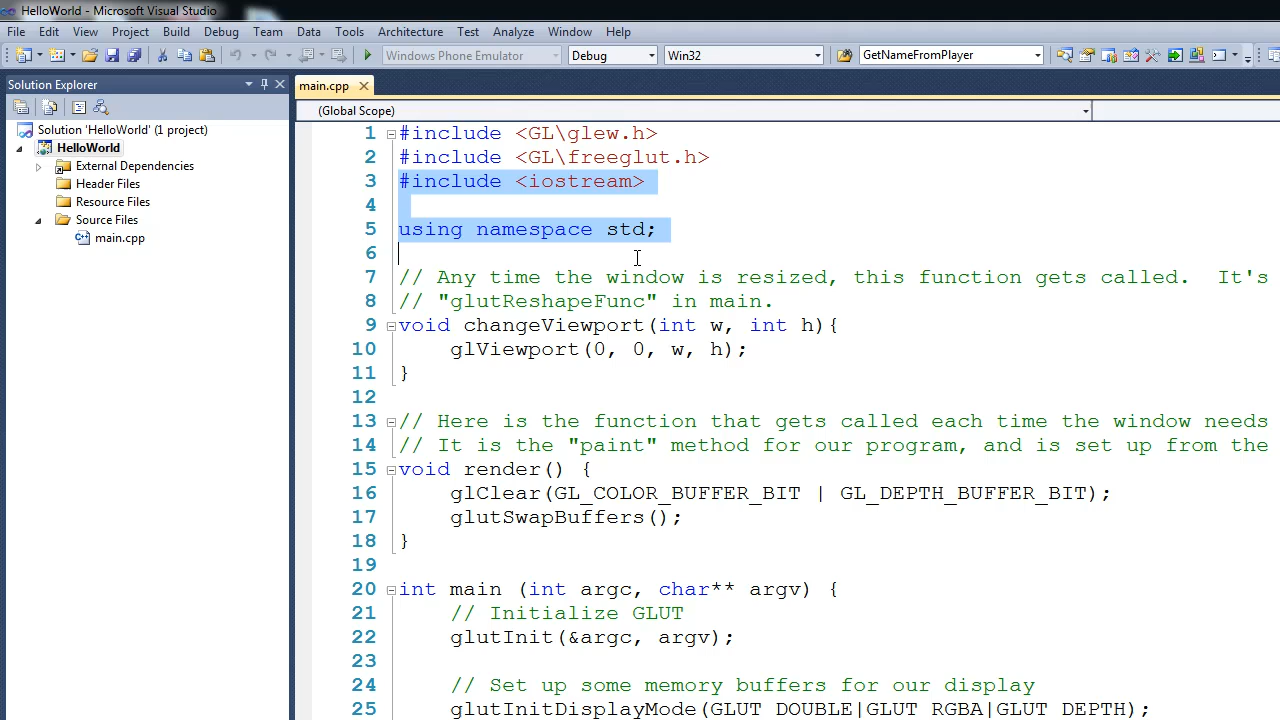 HelloWorld - Microsoft Visual Studio
File Edit View Project Build Debug Team Data Tools Architecture Test Analyze Window Help
Windows Phone Emulator Debug Win32 GetNameFromPlayer
Solution Explorer
Solution 'HelloWorld' (1 project)
HelloWorld
External Dependencies
Header Files
Resource Files
Source Files
main.cpp
main.cpp
(Global Scope)
1 #include <GL\glew.h>
2 #include <GL\freeglut.h>
3 #include <iostream>
4
5 using namespace std;
6
7 // Any time the window is resized, this function gets called.  It's
8 // "glutReshapeFunc" in main.
9 void changeViewport(int w, int h){
10 glViewport(0, 0, w, h);
11 }
12
13 // Here is the function that gets called each time the window needs
14 // It is the "paint" method for our program, and is set up from the
15 void render() {
16 glClear(GL_COLOR_BUFFER_BIT | GL_DEPTH_BUFFER_BIT);
17 glutSwapBuffers();
18 }
19
20 int main (int argc, char** argv) {
21 // Initialize GLUT
22 glutInit(&argc, argv);
23
24 // Set up some memory buffers for our display
25 glutInitDisplayMode(GLUT_DOUBLE|GLUT_RGBA|GLUT_DEPTH);